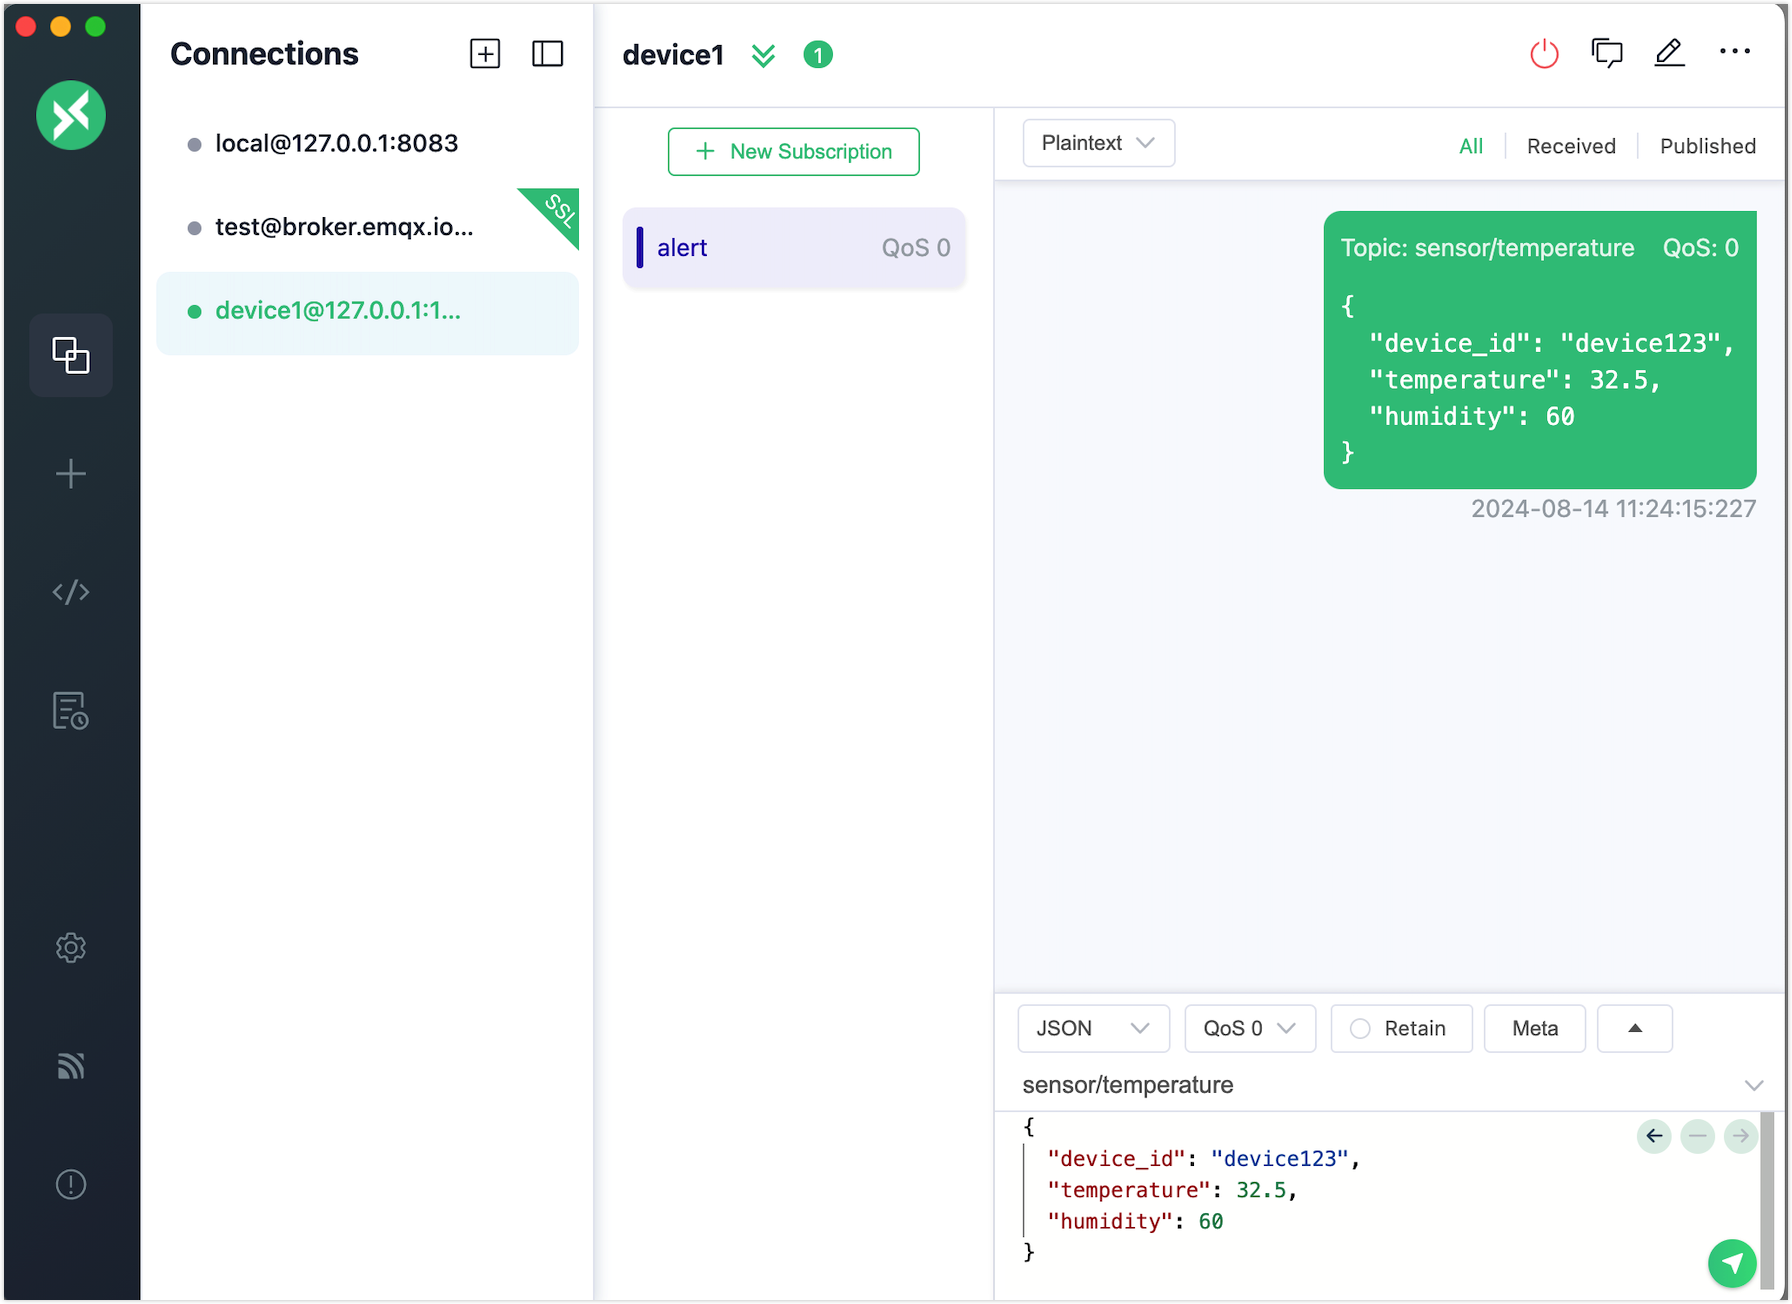 Connections
local@127.0.0.1:8083
test@broker.emqx.io...
SSL
device1@127.0.0.1:1...
device1
1
New Subscription
alert QoS 0
Plaintext
All
Received
Published
Topic: sensor/temperature QoS: 0
{
"device_id": "device123",
"temperature": 32.5,
"humidity": 60
}
2024-08-14 11:24:15:227
JSON
QoS 0
Retain
Meta
sensor/temperature
{
"device_id": "device123",
"temperature": 32.5,
"humidity": 60
}